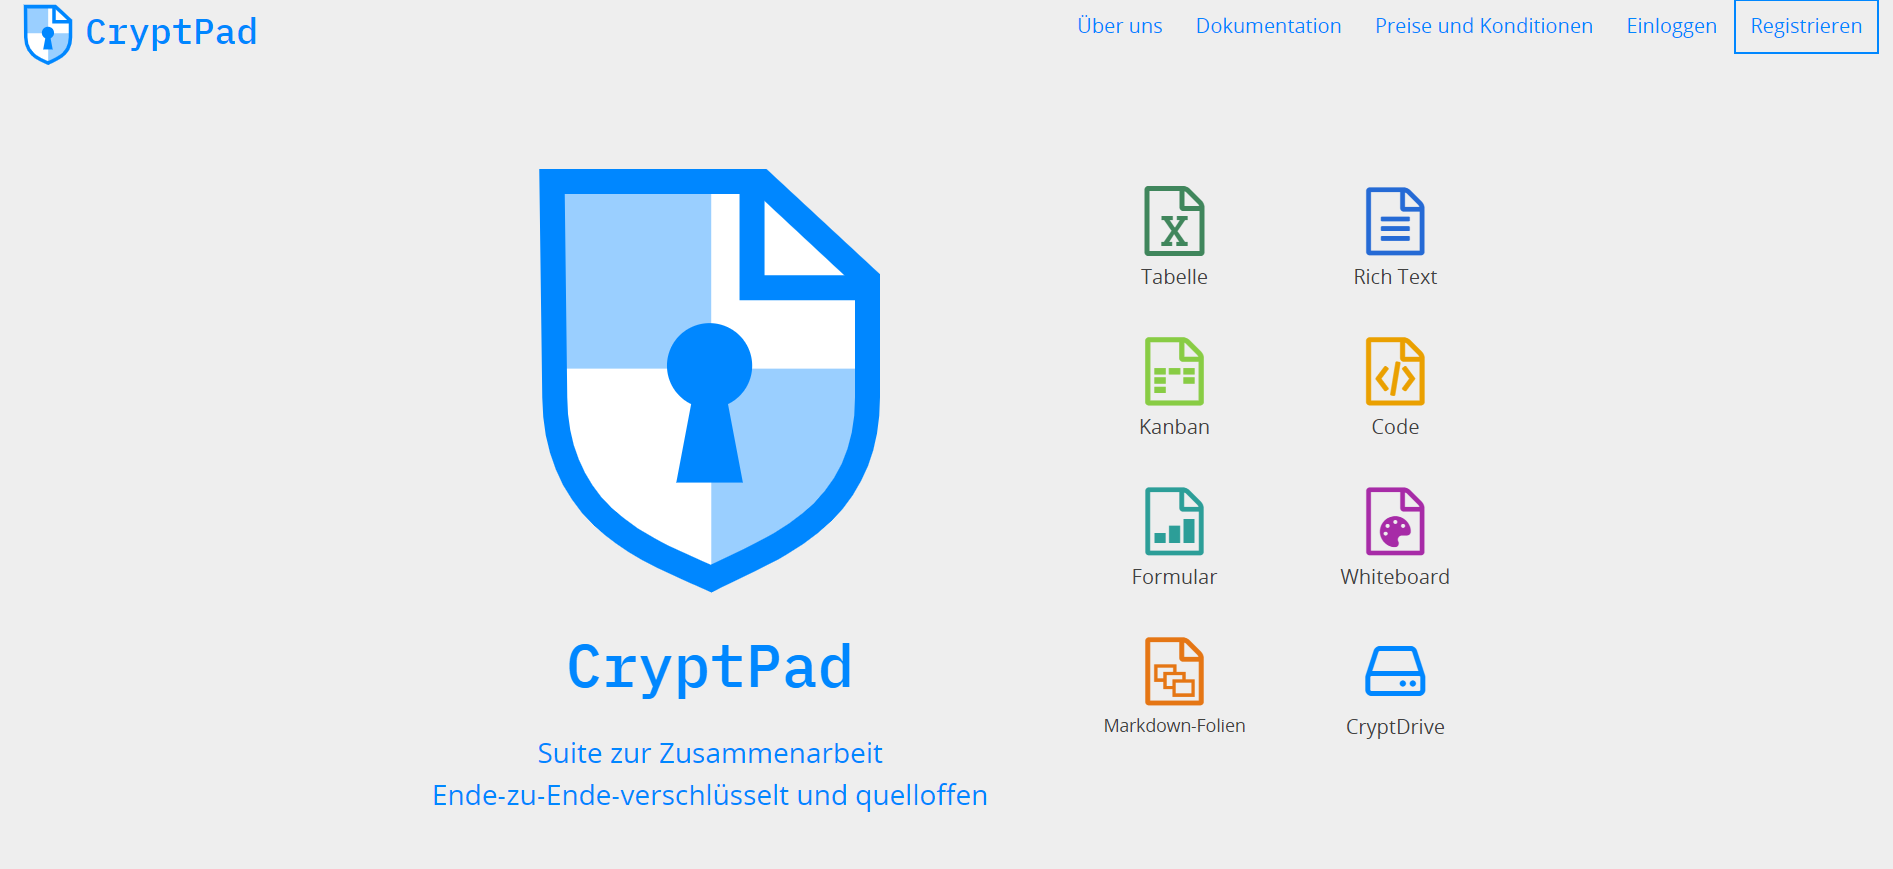 CryptPad
Über uns
Dokumentation
Preise und Konditionen
Einloggen
Registrieren
CryptPad
Suite zur Zusammenarbeit
Ende-zu-Ende-verschlüsselt und quelloffen
Tabelle
Rich Text
Kanban
Code
Formular
Whiteboard
Markdown-Folien
CryptDrive